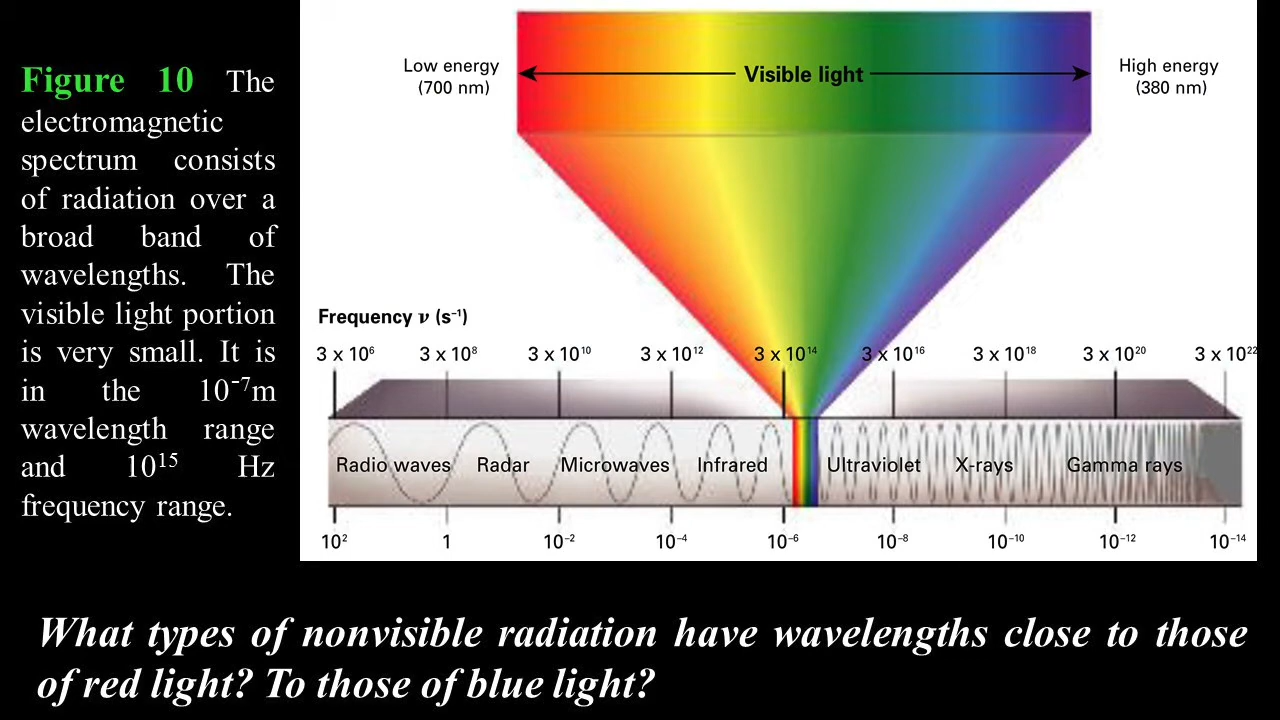 Figure 10 The
electromagnetic
spectrum consists
of radiation over a
broad band of
wavelengths. The
visible light portion
is very small. It is
in the 10⁻⁷m
wavelength range
and 10¹⁵ Hz
frequency range.
Low energy
(700 nm)
Visible light
High energy
(380 nm)
Frequency ν (s⁻¹)
3 x 10⁶ 3 x 10⁸ 3 x 10¹⁰ 3 x 10¹² 3 x 10¹⁴ 3 x 10¹⁶ 3 x 10¹⁸ 3 x 10²⁰ 3 x 10²²
Radio waves Radar Microwaves Infrared Ultraviolet X-rays Gamma rays
10² 1 10⁻² 10⁻⁴ 10⁻⁶ 10⁻⁸ 10⁻¹⁰ 10⁻¹² 10⁻¹⁴
What types of nonvisible radiation have wavelengths close to those
of red light? To those of blue light?